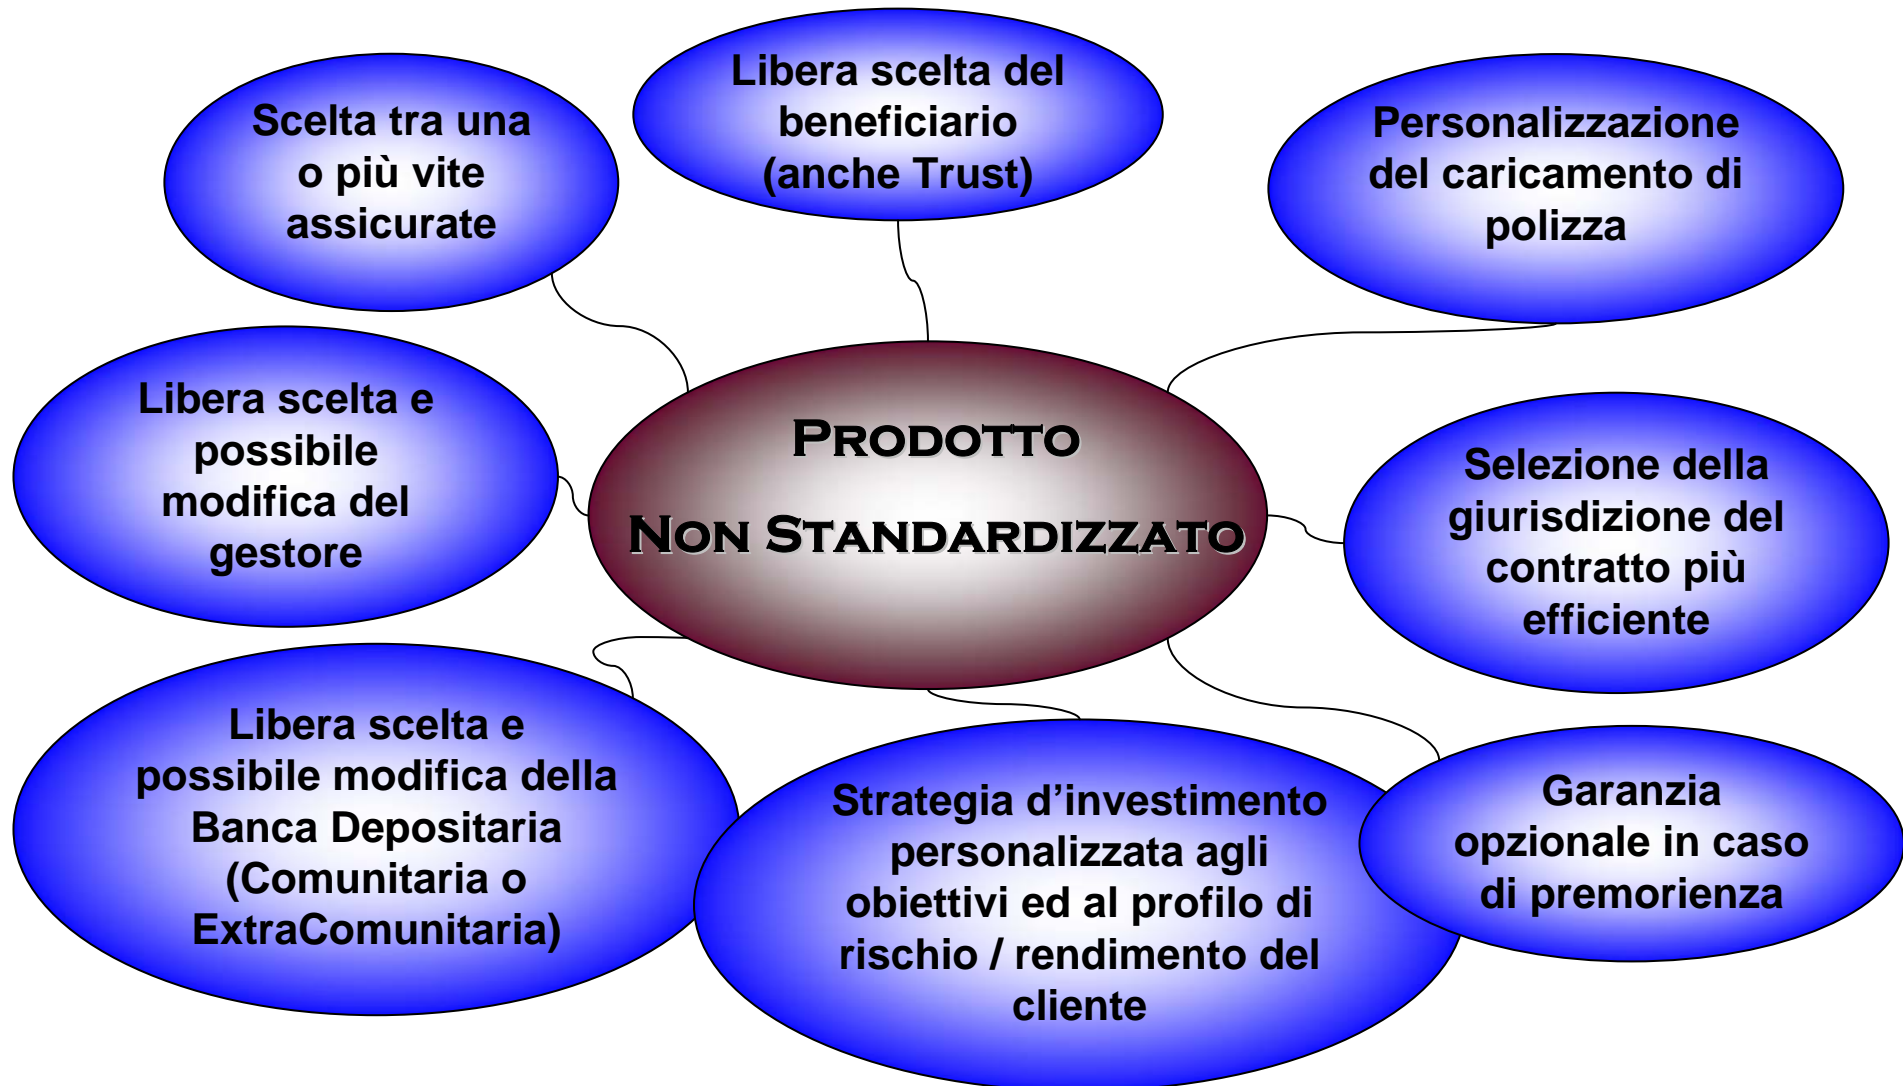 Libera scelta del
beneficiario
(anche Trust)
Scelta tra una
o più vite
assicurate
Personalizzazione
del caricamento di
polizza
Libera scelta e
possibile
modifica del
gestore
PRODOTTO
NON STANDARDIZZATO
Selezione della
giurisdizione del
contratto più
efficiente
Libera scelta e
possibile modifica della
Banca Depositaria
(Comunitaria o
ExtraComunitaria)
Strategia d’investimento
personalizzata agli
obiettivi ed al profilo di
rischio / rendimento del
cliente
Garanzia
opzionale in caso
di premorienza